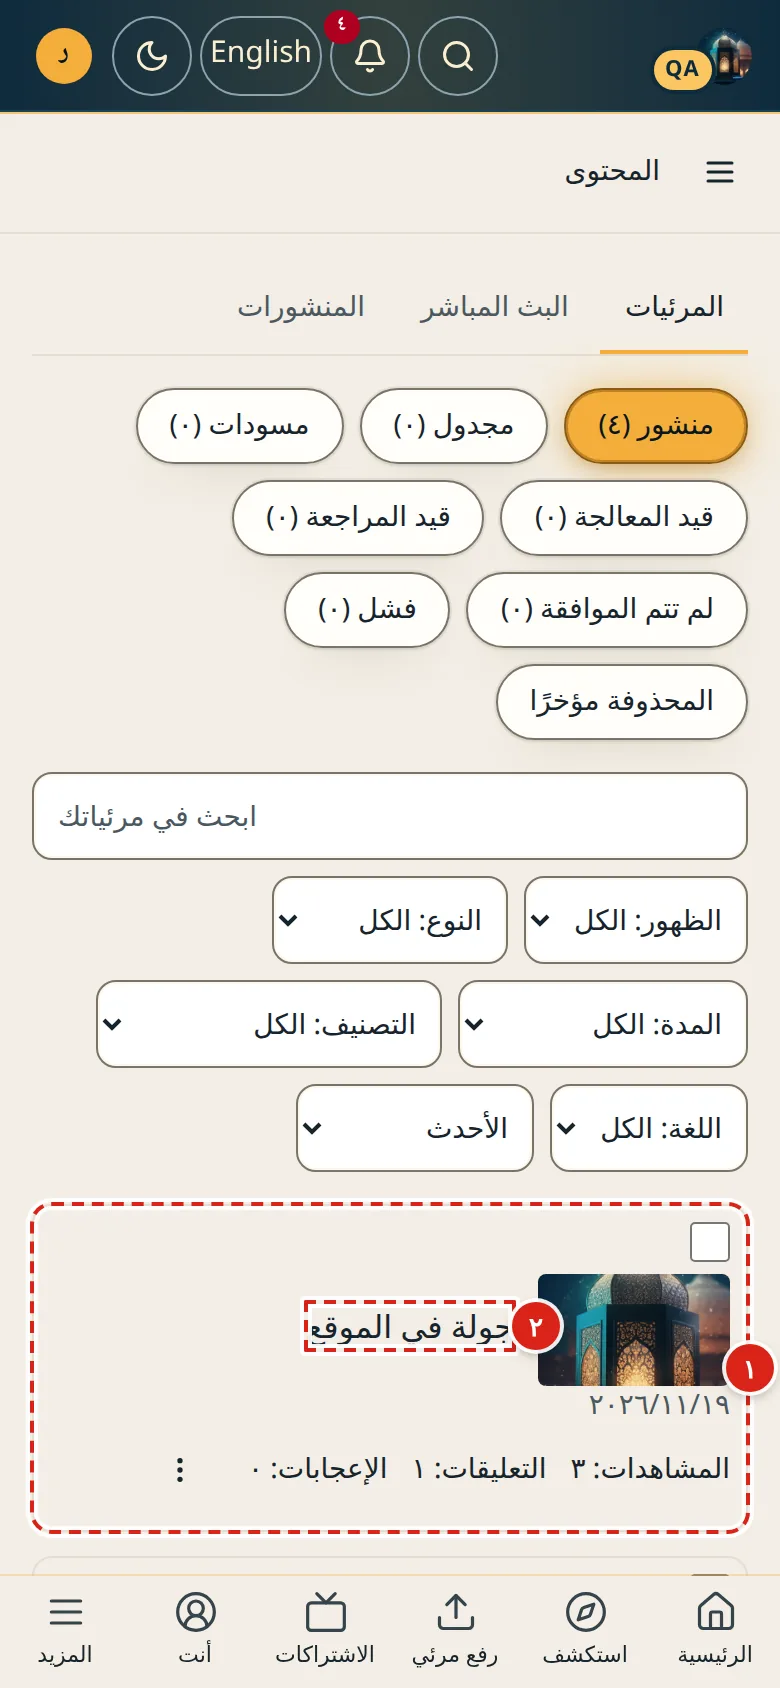 QA
٤
English
ر
المحتوى
المرئيات
البث المباشر
المنشورات
منشور (٤)
مجدول (٠)
مسودات (٠)
قيد المعالجة (٠)
قيد المراجعة (٠)
لم تتم الموافقة (٠)
فشل (٠)
المحذوفة مؤخرًا
ابحث في مرئياتك
الظهور: الكل
النوع: الكل
المدة: الكل
التصنيف: الكل
اللغة: الكل
الأحدث
١
٢
جولة في الموقع
٢٠٢٦/١١/١٩
المشاهدات: ٣ التعليقات: ١ الإعجابات: ٠
الرئيسية
استكشف
رفع مرئي
الاشتراكات
أنت
المزيد